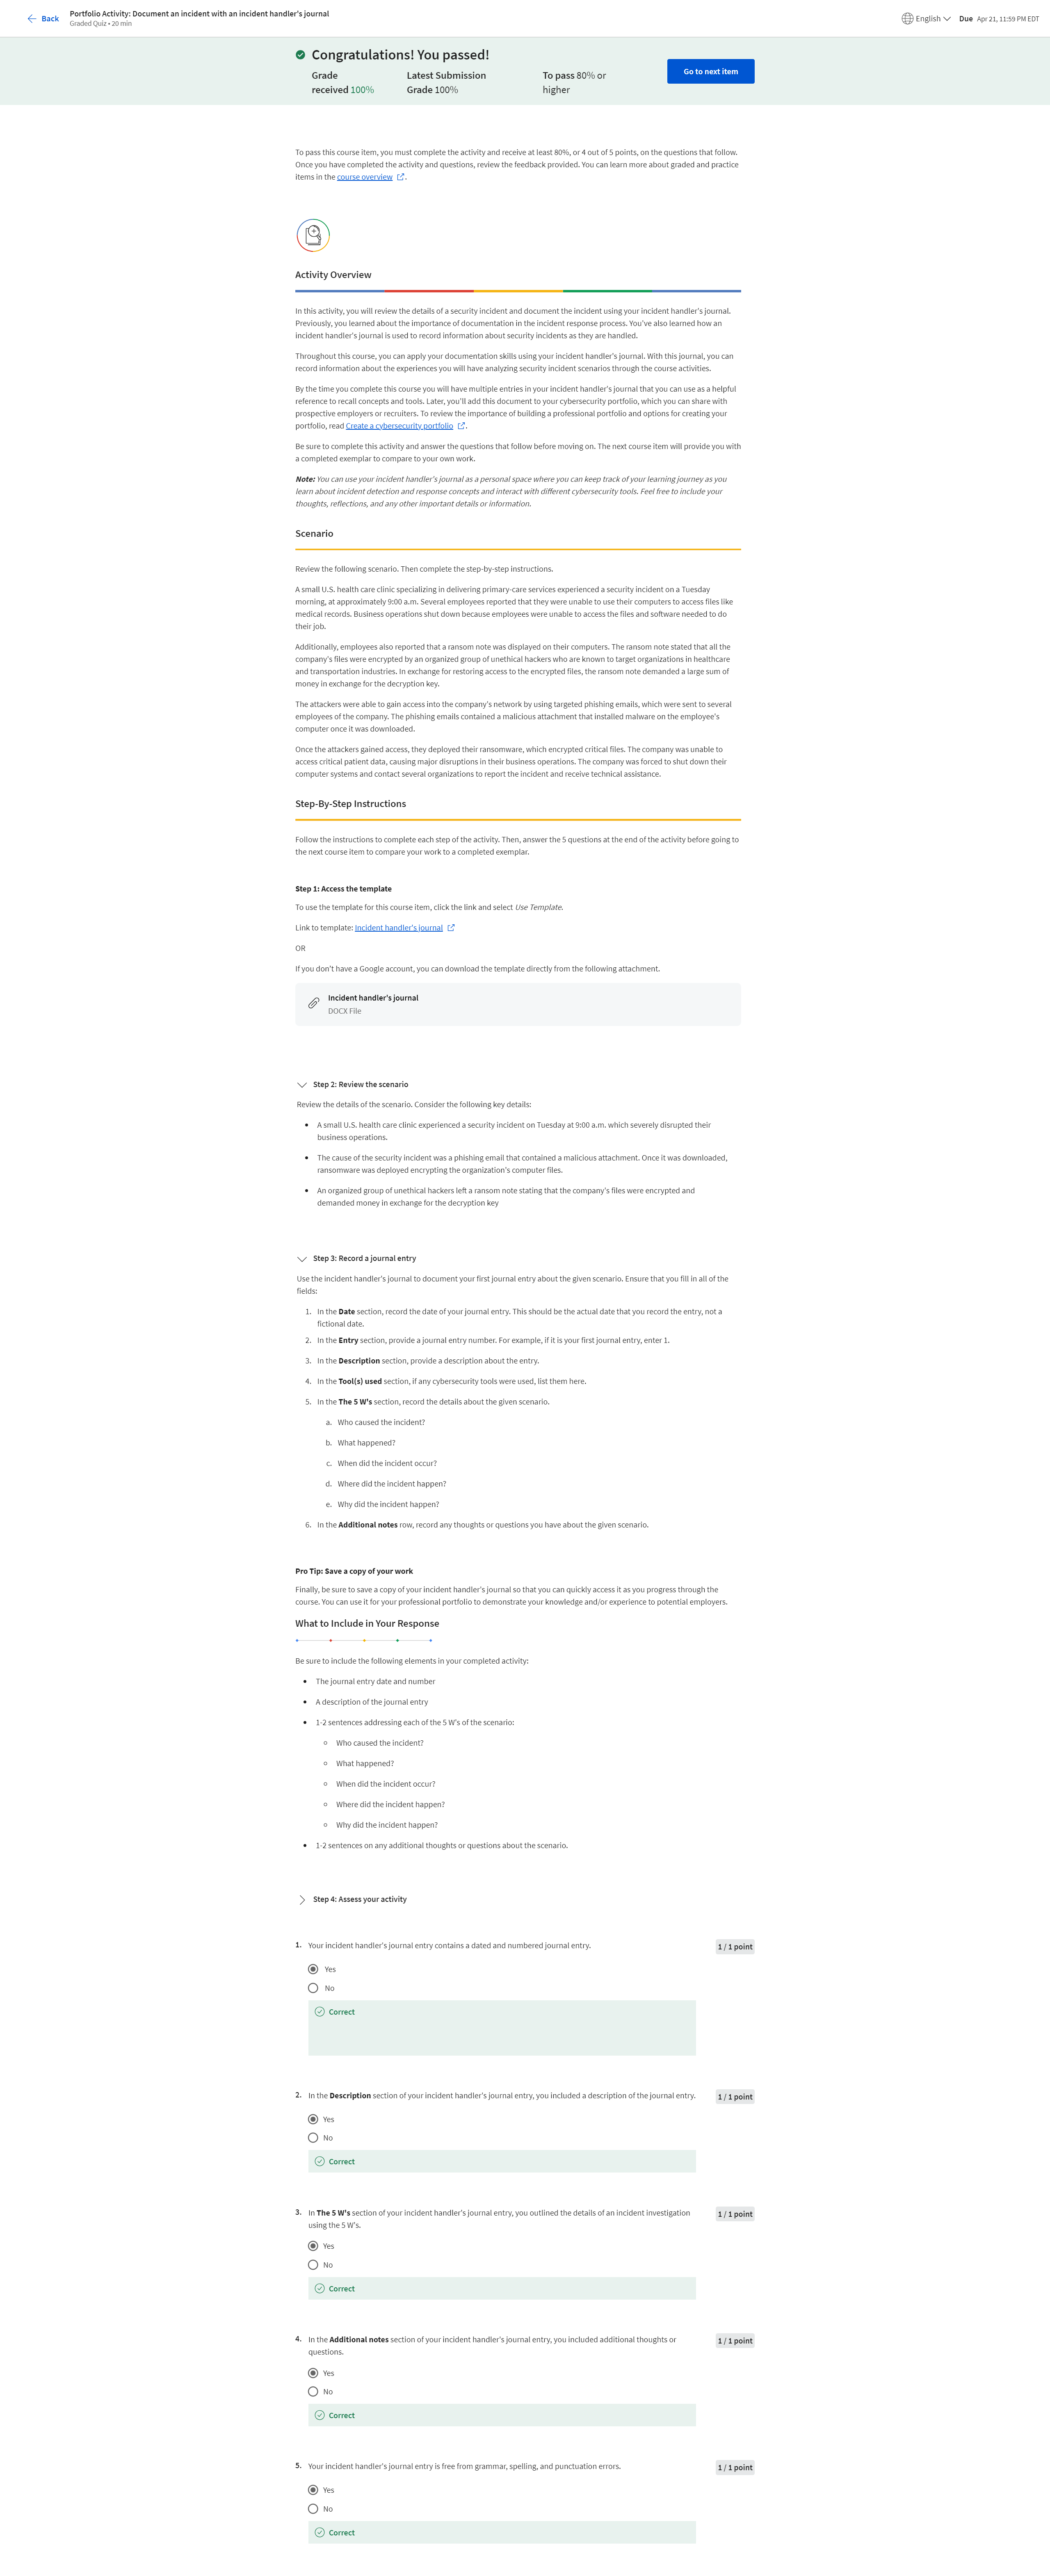 Back
Portfolio Activity: Document an incident with an incident handler's journal
Graded Quiz • 20 min
English
Due Apr 21, 11:59 PM EDT
Congratulations! You passed!
Grade
received 100%
Latest Submission
Grade 100%
To pass 80% or
higher
Go to next item
To pass this course item, you must complete the activity and receive at least 80%, or 4 out of 5 points, on the questions that follow.
Once you have completed the activity and questions, review the feedback provided. You can learn more about graded and practice
items in the course overview.
Activity Overview
In this activity, you will review the details of a security incident and document the incident using your incident handler's journal.
Previously, you learned about the importance of documentation in the incident response process. You've also learned how an
incident handler's journal is used to record information about security incidents as they are handled.
Throughout this course, you can apply your documentation skills using your incident handler's journal. With this journal, you can
record information about the experiences you will have analyzing security incident scenarios through the course activities.
By the time you complete this course you will have multiple entries in your incident handler's journal that you can use as a helpful
reference to recall concepts and tools. Later, you'll add this document to your cybersecurity portfolio, which you can share with
prospective employers or recruiters. To review the importance of building a professional portfolio and options for creating your
portfolio, read Create a cybersecurity portfolio.
Be sure to complete this activity and answer the questions that follow before moving on. The next course item will provide you with
a completed exemplar to compare to your own work.
Note: You can use your incident handler's journal as a personal space where you can keep track of your learning journey as you
learn about incident detection and response concepts and interact with different cybersecurity tools. Feel free to include your
thoughts, reflections, and any other important details or information.
Scenario
Review the following scenario. Then complete the step-by-step instructions.
A small U.S. health care clinic specializing in delivering primary-care services experienced a security incident on a Tuesday
morning, at approximately 9:00 a.m. Several employees reported that they were unable to use their computers to access files like
medical records. Business operations shut down because employees were unable to access the files and software needed to do
their job.
Additionally, employees also reported that a ransom note was displayed on their computers. The ransom note stated that all the
company's files were encrypted by an organized group of unethical hackers who are known to target organizations in healthcare
and transportation industries. In exchange for restoring access to the encrypted files, the ransom note demanded a large sum of
money in exchange for the decryption key.
The attackers were able to gain access into the company's network by using targeted phishing emails, which were sent to several
employees of the company. The phishing emails contained a malicious attachment that installed malware on the employee's
computer once it was downloaded.
Once the attackers gained access, they deployed their ransomware, which encrypted critical files. The company was unable to
access critical patient data, causing major disruptions in their business operations. The company was forced to shut down their
computer systems and contact several organizations to report the incident and receive technical assistance.
Step-By-Step Instructions
Follow the instructions to complete each step of the activity. Then, answer the 5 questions at the end of the activity before going to
the next course item to compare your work to a completed exemplar.
Step 1: Access the template
To use the template for this course item, click the link and select Use Template.
Link to template: Incident handler's journal
OR
If you don't have a Google account, you can download the template directly from the following attachment.
Incident handler's journal
DOCX File
Step 2: Review the scenario
Review the details of the scenario. Consider the following key details:
• A small U.S. health care clinic experienced a security incident on Tuesday at 9:00 a.m. which severely disrupted their
business operations.
• The cause of the security incident was a phishing email that contained a malicious attachment. Once it was downloaded,
ransomware was deployed encrypting the organization's computer files.
• An organized group of unethical hackers left a ransom note stating that the company's files were encrypted and
demanded money in exchange for the decryption key
Step 3: Record a journal entry
Use the incident handler's journal to document your first journal entry about the given scenario. Ensure that you fill in all of the
fields:
1. In the Date section, record the date of your journal entry. This should be the actual date that you record the entry, not a
fictional date.
2. In the Entry section, provide a journal entry number. For example, if it is your first journal entry, enter 1.
3. In the Description section, provide a description about the entry.
4. In the Tool(s) used section, if any cybersecurity tools were used, list them here.
5. In the The 5 W's section, record the details about the given scenario.
a. Who caused the incident?
b. What happened?
c. When did the incident occur?
d. Where did the incident happen?
e. Why did the incident happen?
6. In the Additional notes row, record any thoughts or questions you have about the given scenario.
Pro Tip: Save a copy of your work
Finally, be sure to save a copy of your incident handler's journal so that you can quickly access it as you progress through the
course. You can use it for your professional portfolio to demonstrate your knowledge and/or experience to potential employers.
What to Include in Your Response
Be sure to include the following elements in your completed activity:
• The journal entry date and number
• A description of the journal entry
• 1-2 sentences addressing each of the 5 W's of the scenario:
Who caused the incident?
What happened?
When did the incident occur?
Where did the incident happen?
Why did the incident happen?
• 1-2 sentences on any additional thoughts or questions about the scenario.
Step 4: Assess your activity
1. Your incident handler's journal entry contains a dated and numbered journal entry.
1 / 1 point
Yes
No
Correct
2. In the Description section of your incident handler's journal entry, you included a description of the journal entry.
1 / 1 point
Yes
No
Correct
3. In The 5 W's section of your incident handler's journal entry, you outlined the details of an incident investigation
using the 5 W's.
1 / 1 point
Yes
No
Correct
4. In the Additional notes section of your incident handler's journal entry, you included additional thoughts or
questions.
1 / 1 point
Yes
No
Correct
5. Your incident handler's journal entry is free from grammar, spelling, and punctuation errors.
1 / 1 point
Yes
No
Correct